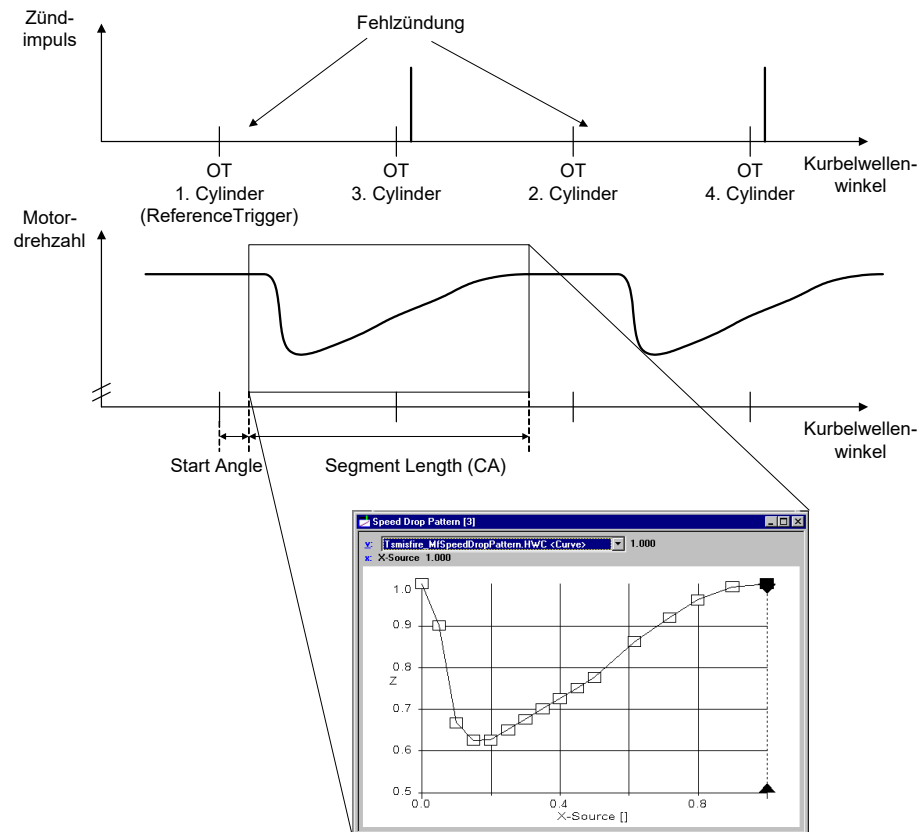 Zünd-
impuls
Fehlzündung
OT
1. Cylinder
(ReferenceTrigger)
OT
3. Cylinder
OT
2. Cylinder
OT
4. Cylinder
Kurbelwellen-
winkel
Motor-
drehzahl
Kurbelwellen-
winkel
Start Angle
Segment Length (CA)
Speed Drop Pattern [3]
y: Tsmisfire_MfSpeedDropPattern.HWC <Curve> 1.000
x: X-Source 1.000
1.0
0.9
0.8
Z
0.7
0.6
0.5
0.0
0.4
0.8
X-Source []